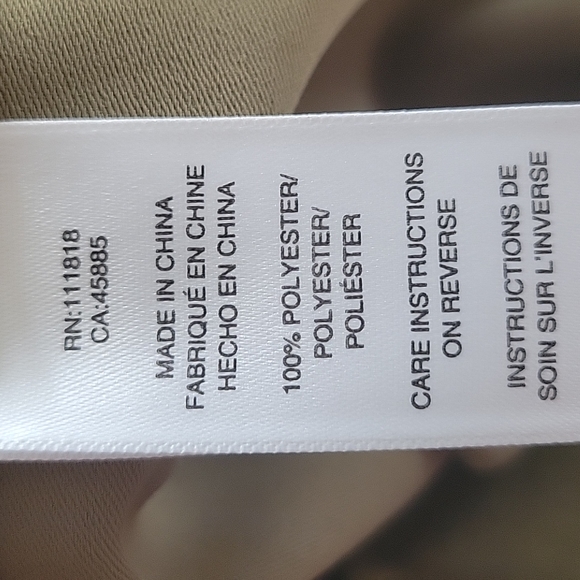 RN:111818
CA:45885
MADE IN CHINA
FABRIQUÉ EN CHINE
HECHO EN CHINA
100% POLYESTER/
POLYESTER/
POLIÉSTER
CARE INSTRUCTIONS
ON REVERSE
INSTRUCTIONS DE
SOIN SUR L'INVERSE